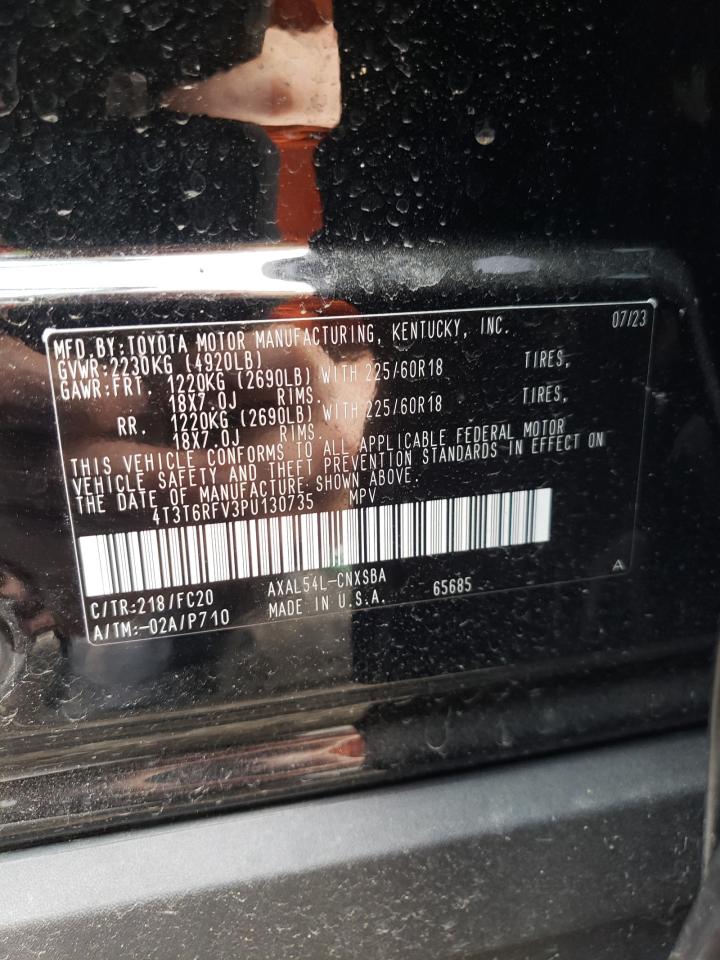 MFD.BY:TOYOTA MOTOR MANUFACTURING, KENTUCKY, INC. 07/23
GVWR:2230KG (4920LB)
GAWR:FRT. 1220KG (2690LB) WITH 225/60R18 TIRES,
18X7.0J RIMS.
RR. 1220KG (2690LB) WITH 225/60R18 TIRES,
18X7.0J RIMS.
THIS VEHICLE CONFORMS TO ALL APPLICABLE FEDERAL MOTOR
VEHICLE SAFETY AND THEFT PREVENTION STANDARDS IN EFFECT ON
THE DATE OF MANUFACTURE SHOWN ABOVE.
4T3T6RFV3PU130735 MPV
C/TR:218/FC20 AXAL54L-CNXSBA 65685 A
A/TM:-02A/P710 MADE IN U.S.A.